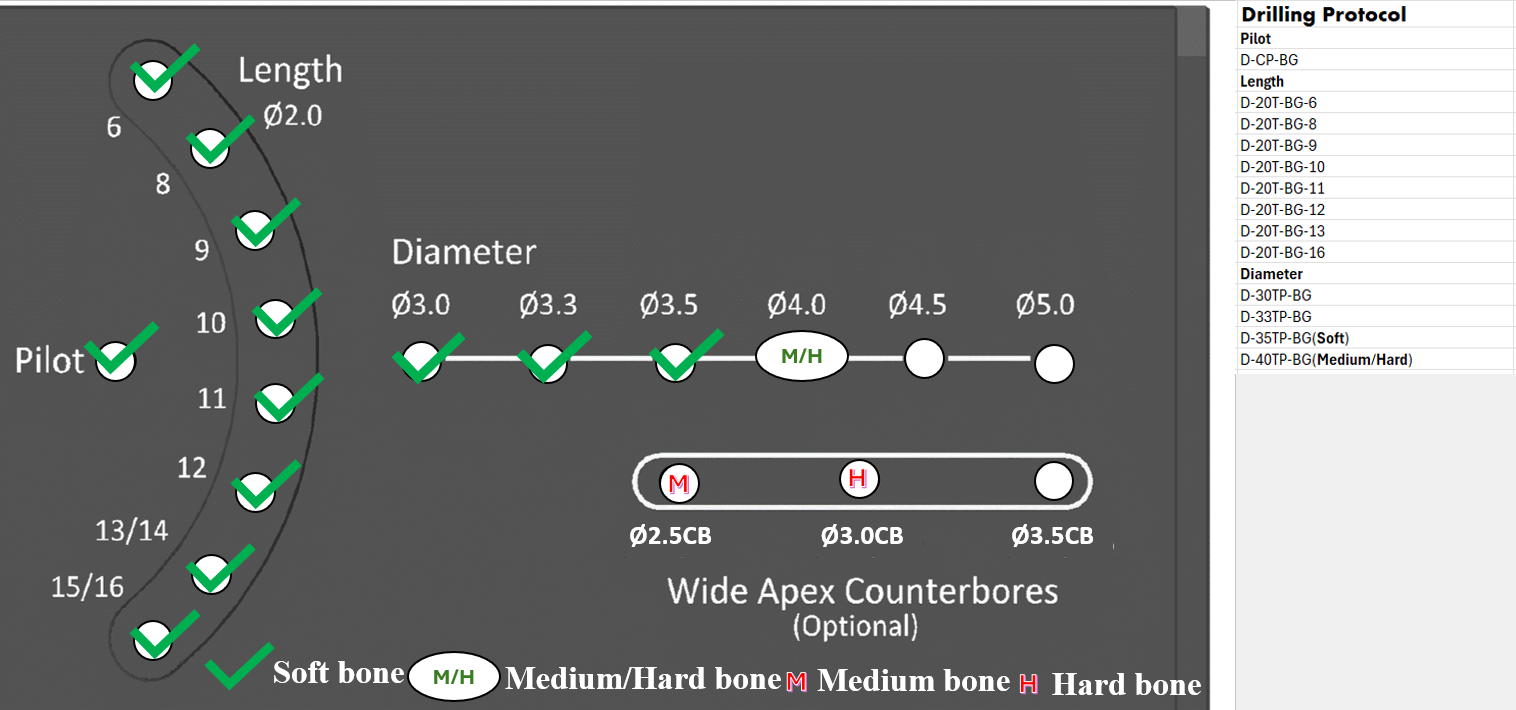 Length
Ø2.0
6
8
9
10
Pilot
11
12
13/14
15/16
Diameter
Ø3.0 Ø3.3 Ø3.5 Ø4.0 Ø4.5 Ø5.0
M/H
M H
Ø2.5CB Ø3.0CB Ø3.5CB
Wide Apex Counterbores
(Optional)
Soft bone M/H Medium/Hard bone M Medium bone H Hard bone
Drilling Protocol
Pilot
D-CP-BG
Length
D-20T-BG-6
D-20T-BG-8
D-20T-BG-9
D-20T-BG-10
D-20T-BG-11
D-20T-BG-12
D-20T-BG-13
D-20T-BG-16
Diameter
D-30TP-BG
D-33TP-BG
D-35TP-BG(Soft)
D-40TP-BG(Medium/Hard)